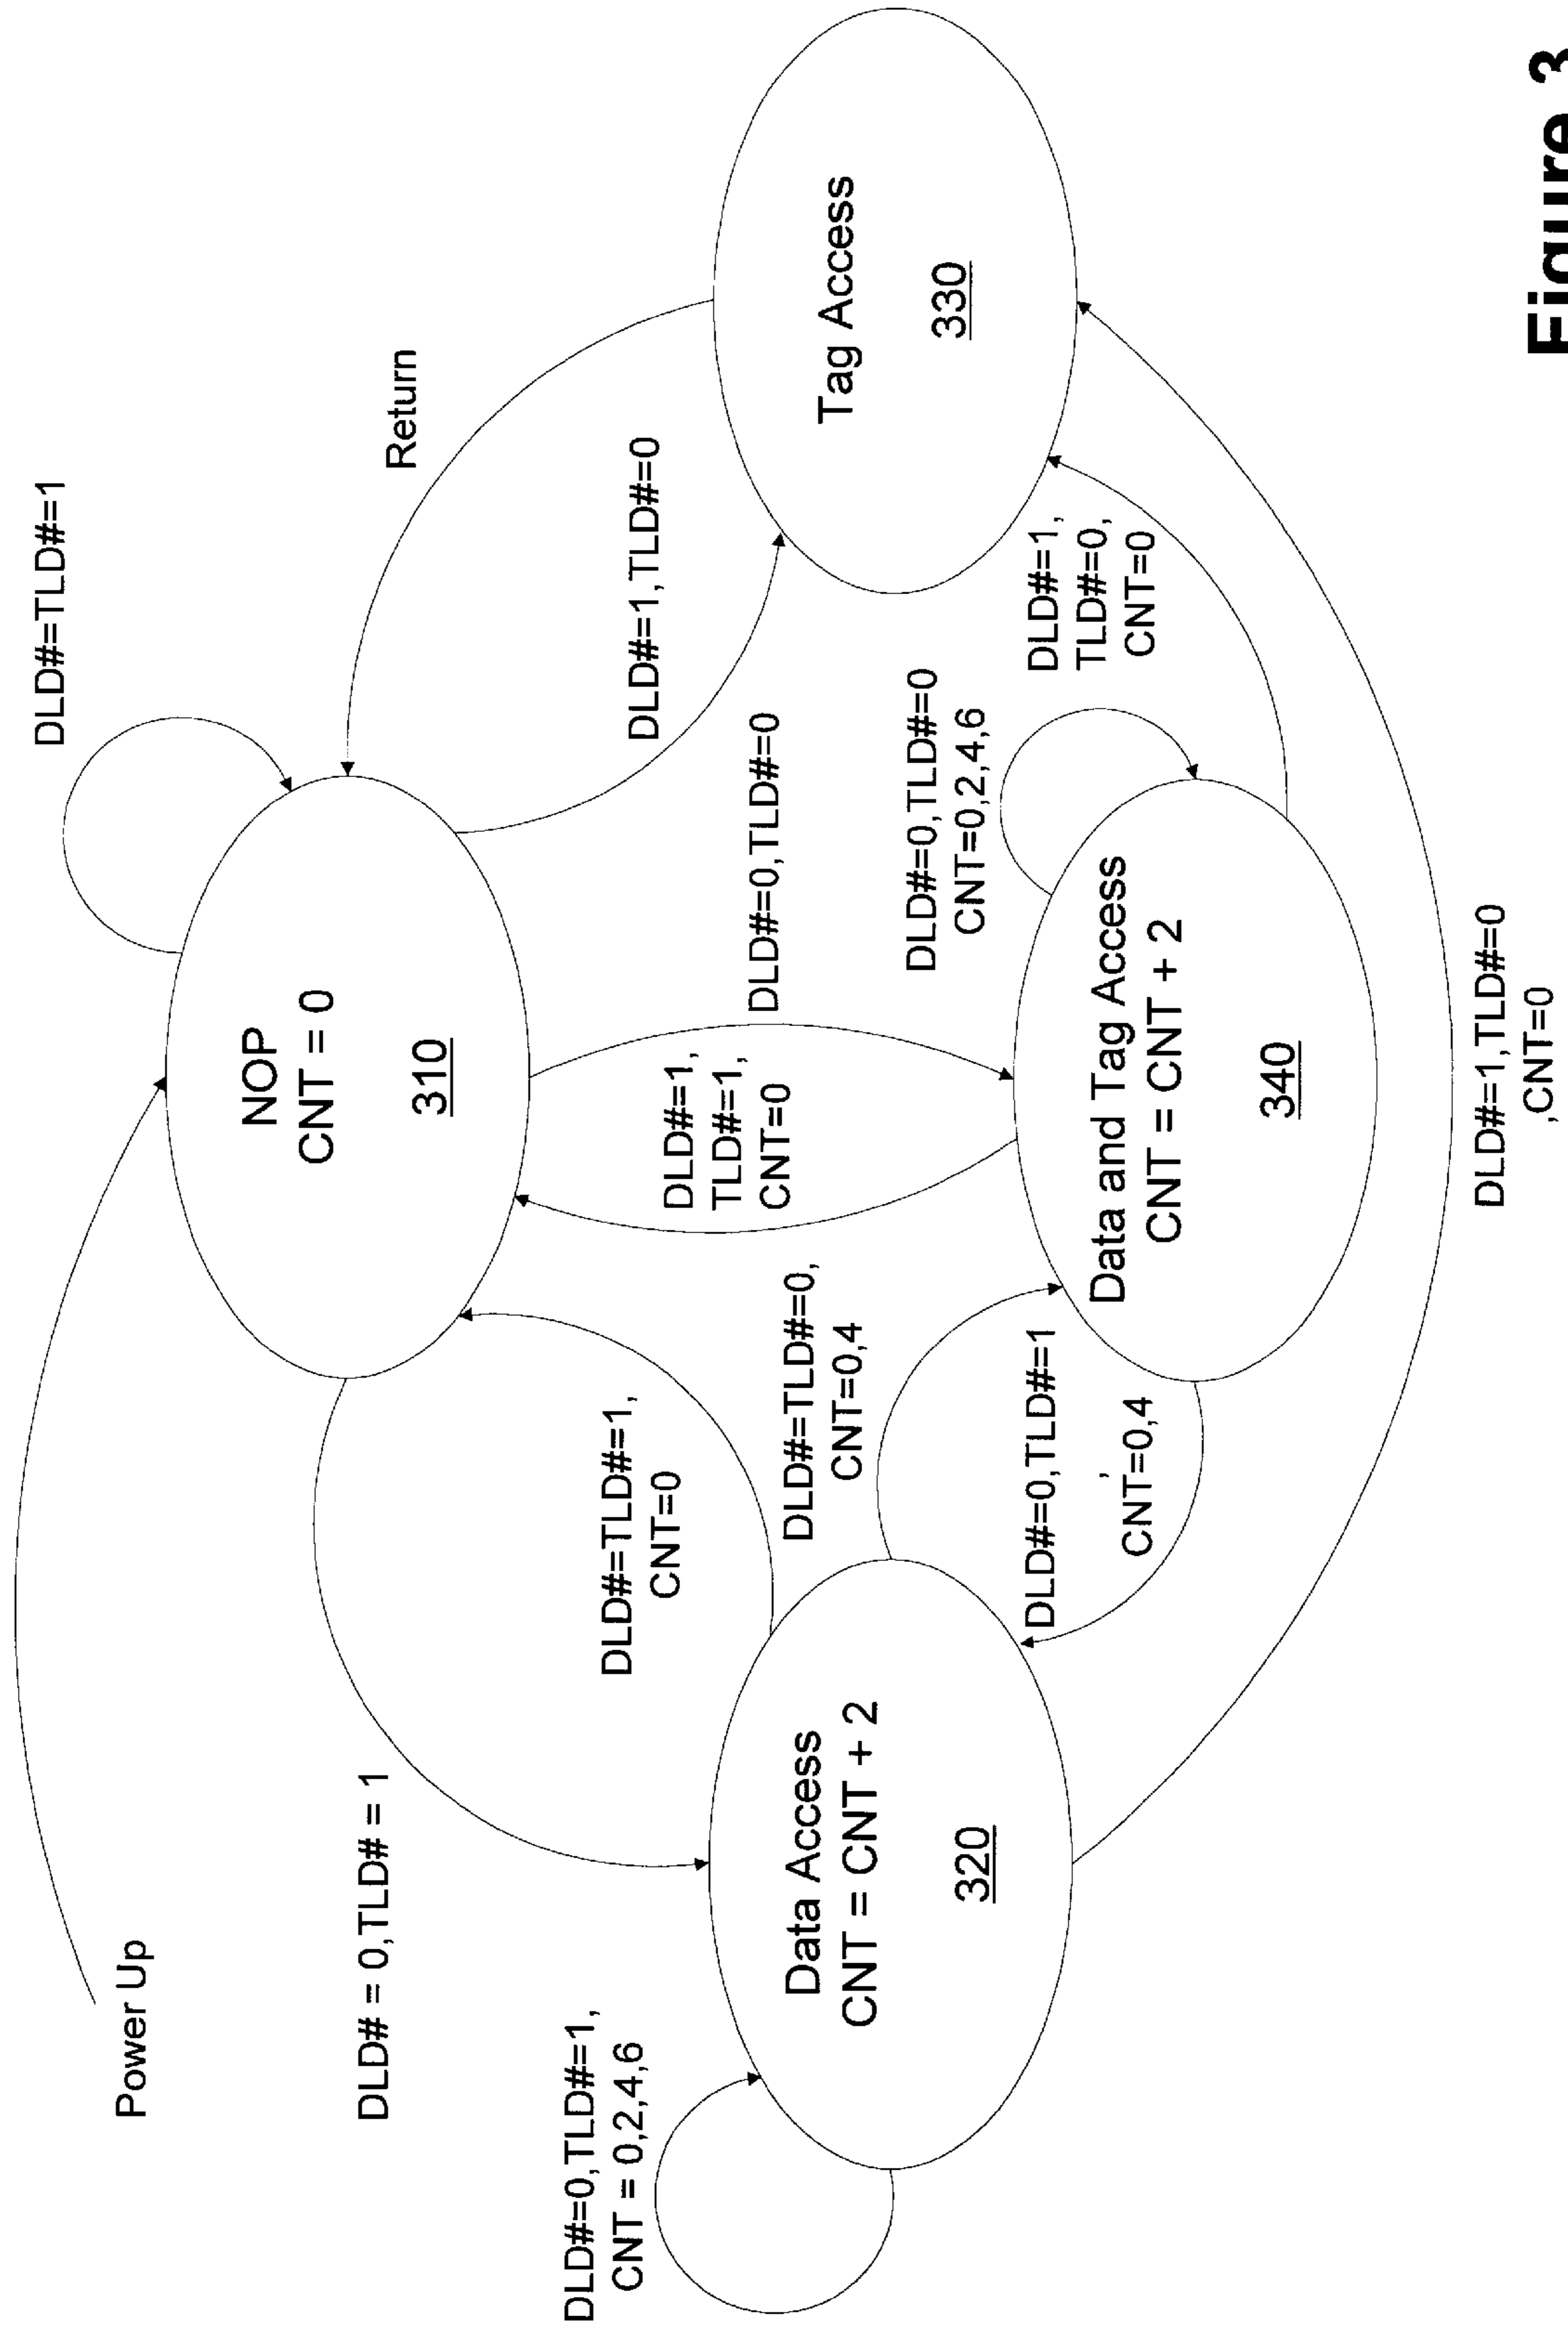 Power Up
DLD#=TLD#=1
NOP
CNT = 0
310
Return
DLD# = 0,TLD# = 1
DLD#=TLD#=1,
CNT=0
DLD#=1,
TLD#=1,
CNT=0
DLD#=0,TLD#=0
DLD#=1,TLD#=0
DLD#=0,TLD#=1,
CNT = 0,2,4,6
Data Access
CNT = CNT + 2
320
DLD#=TLD#=0,
CNT=0,4
DLD#=0,TLD#=1
,
CNT=0,4
DLD#=0,TLD#=0
CNT=0,2,4,6
Data and Tag Access
CNT = CNT + 2
340
DLD#=1,
TLD#=0,
CNT=0
Tag Access
330
DLD#=1,TLD#=0
,CNT=0
Figure 3